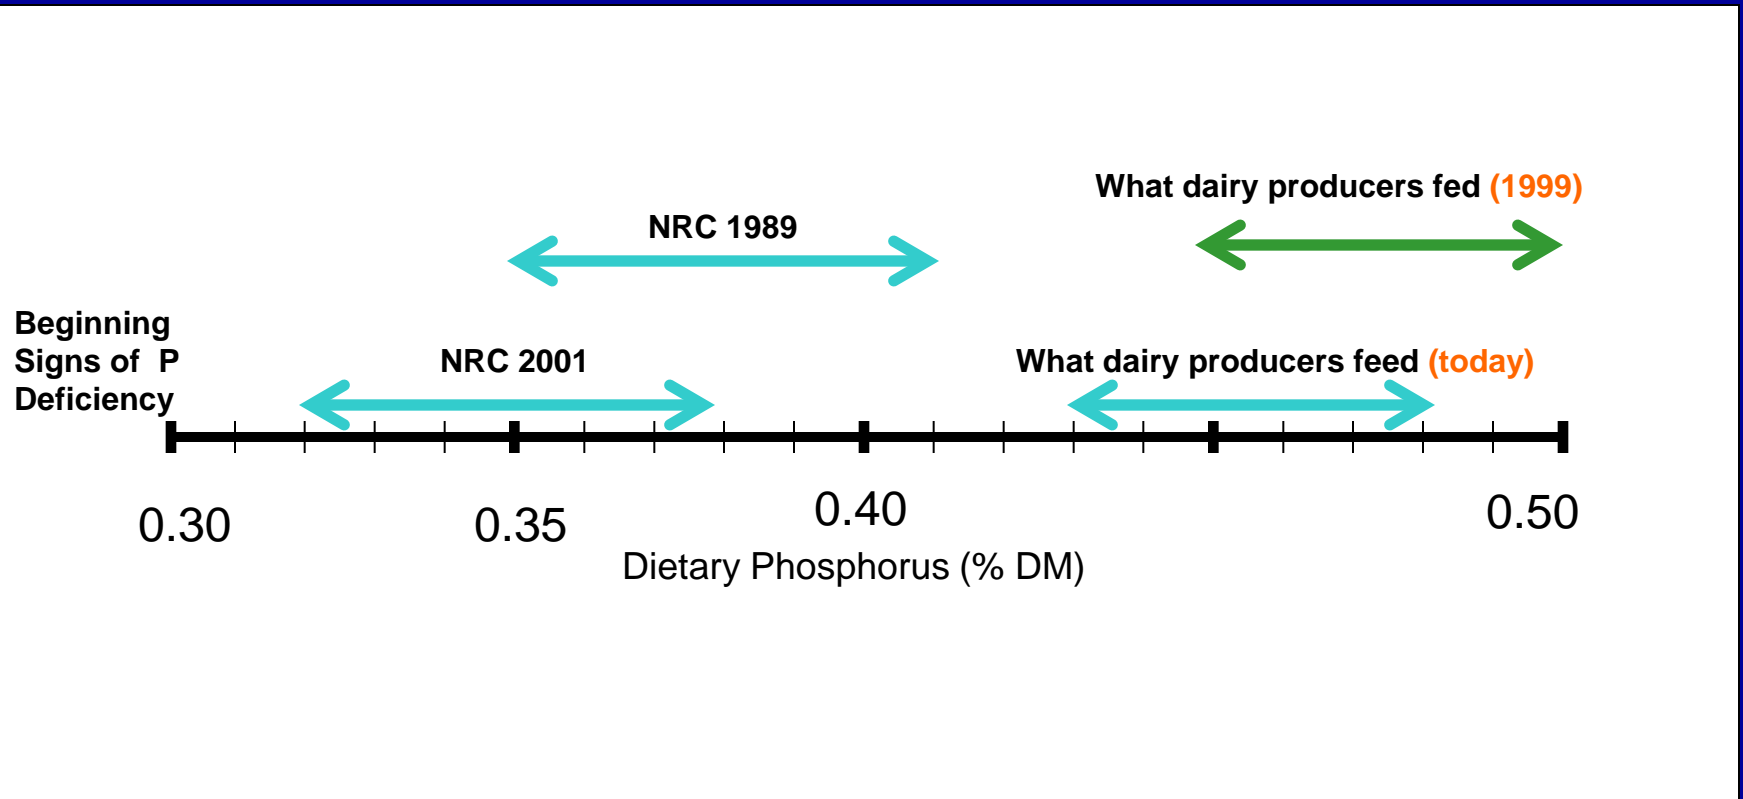 What dairy producers fed (1999)
NRC 1989
Beginning
Signs of  P
Deficiency
NRC 2001
What dairy producers feed (today)
0.30
0.35
0.40
0.50
Dietary Phosphorus (% DM)